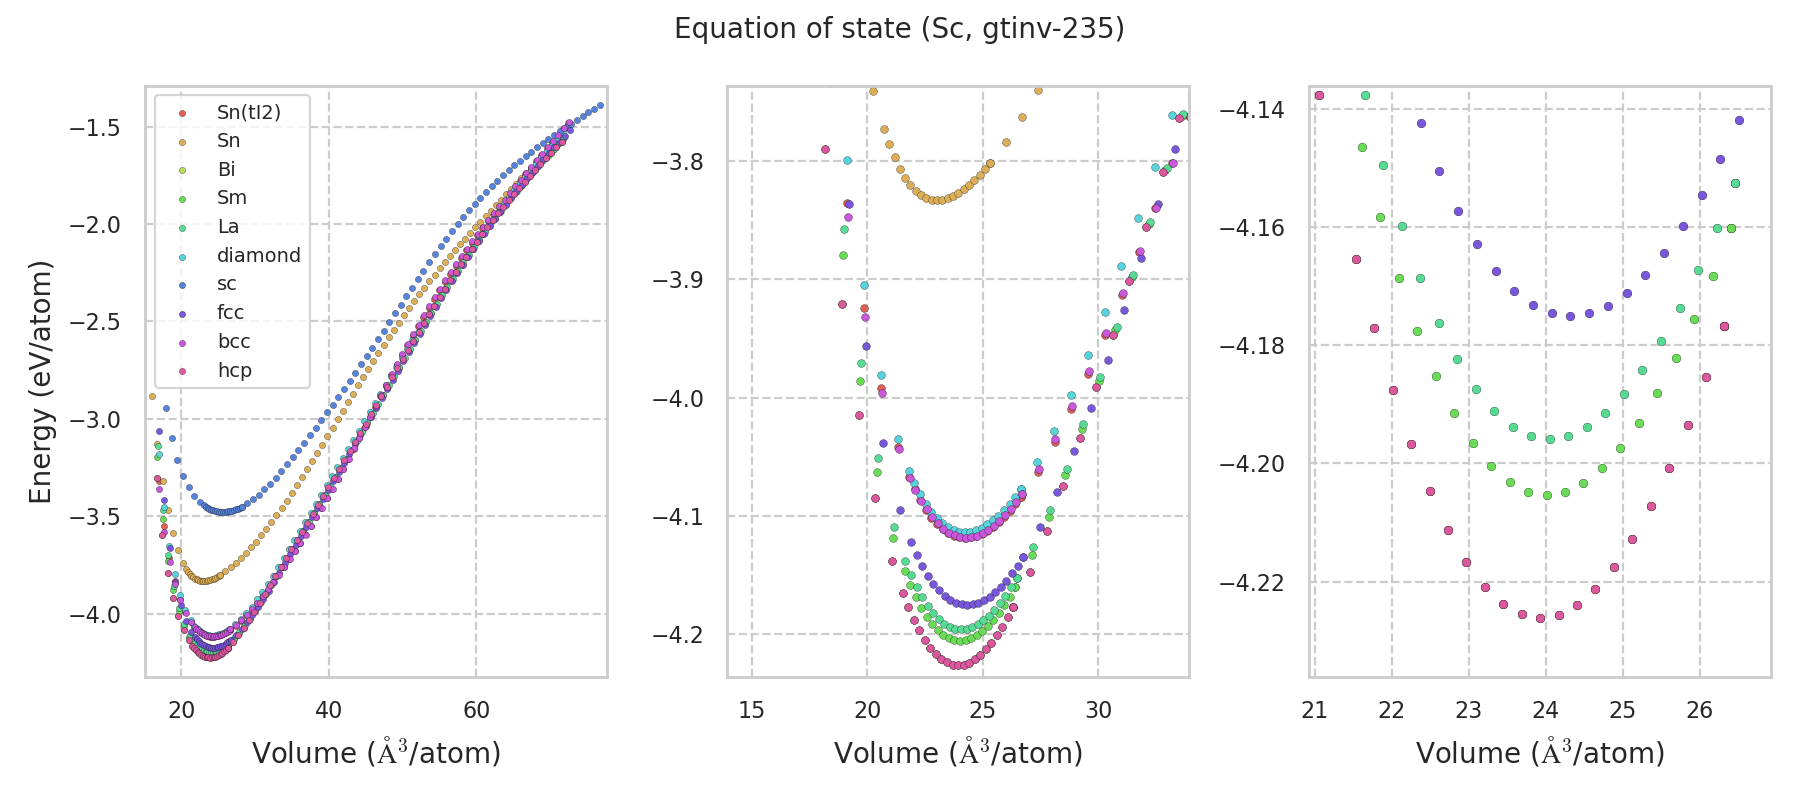 Equation of state (Sc, gtinv-235)
Energy (eV/atom)
−1.5
−2.0
−2.5
−3.0
−3.5
−4.0
Sn(tI2)
Sn
Bi
Sm
La
diamond
sc
fcc
bcc
hcp
20 40 60
Volume (Å³/atom)
−3.8
−3.9
−4.0
−4.1
−4.2
15 20 25 30
Volume (Å³/atom)
−4.14
−4.16
−4.18
−4.20
−4.22
21 22 23 24 25 26
Volume (Å³/atom)